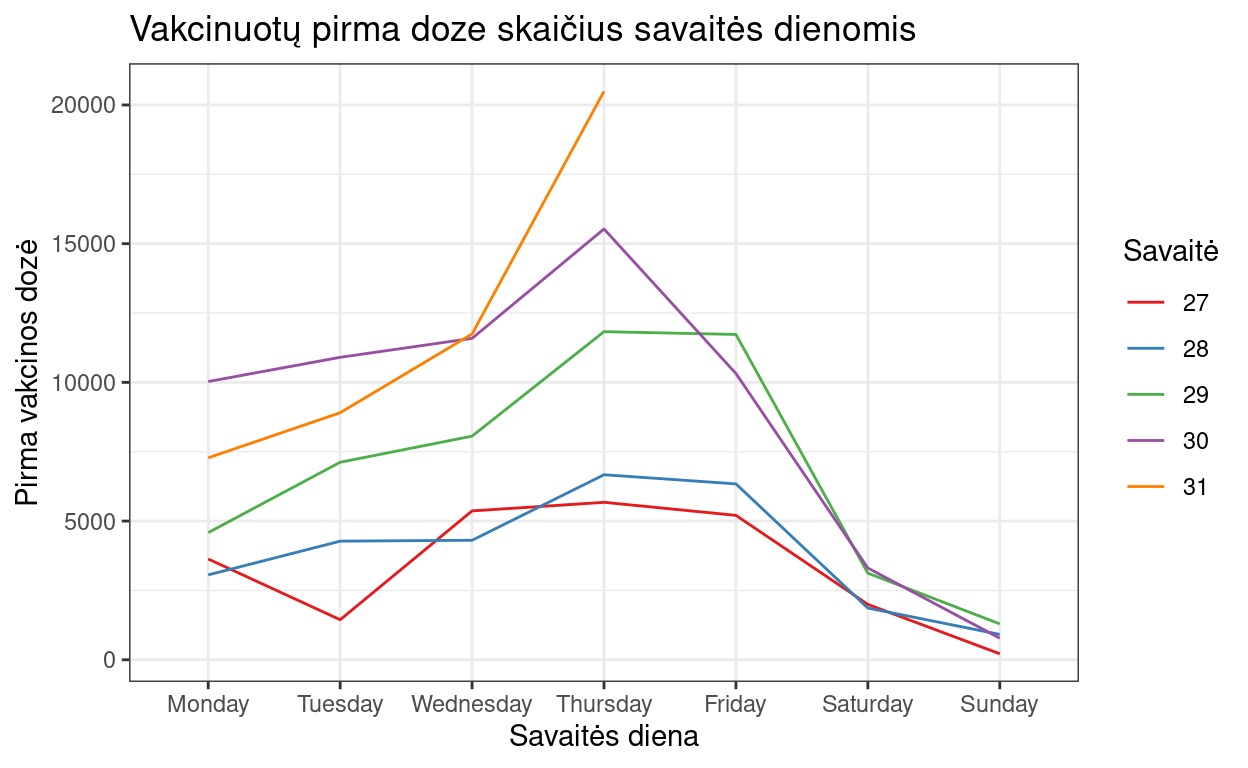 Vakcinuotų pirma doze skaičius savaitės dienomis
Pirma vakcinos dozė
20000
15000
10000
5000
0
Monday Tuesday Wednesday Thursday Friday Saturday Sunday
Savaitės diena
Savaitė
27
28
29
30
31